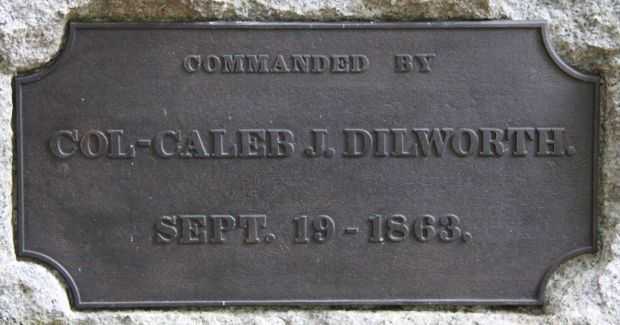 COMMANDED BY
COL-CALEB J. DILWORTH.
SEPT. 19-1863.